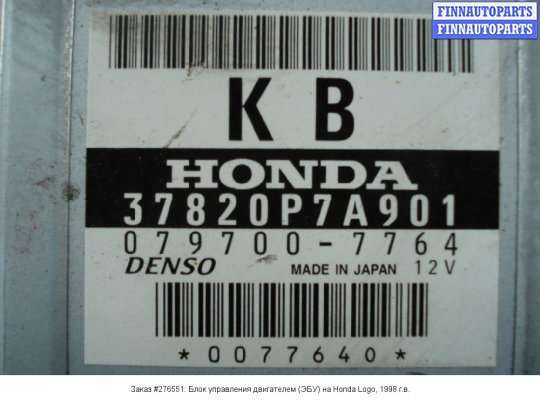 FINNAUTOPARTS
FINNAUTOPARTS
FINNAUTOPARTS
K B
HONDA
37820P7A901
079700-7764
DENSO MADE IN JAPAN 12V
*0077640*
Заказ #276551. Блок управления двигателем (ЭБУ) на Honda Logo, 1998 г.в.